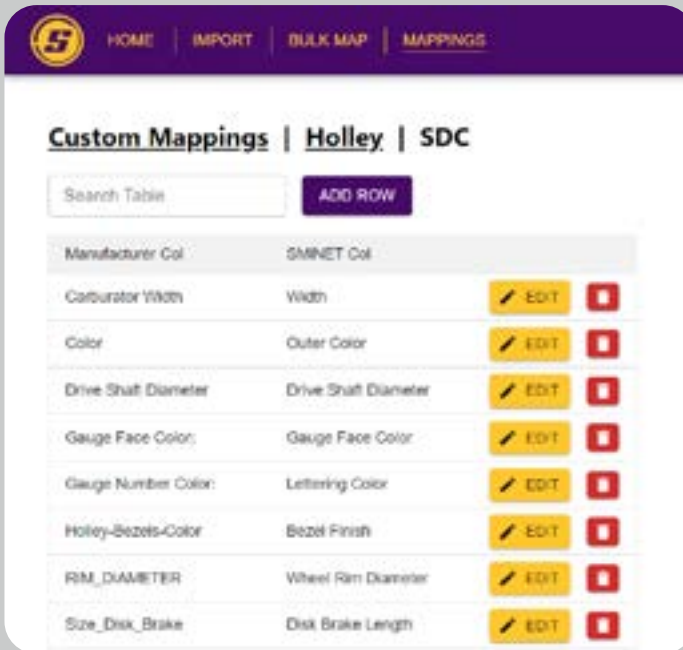 S HOME | IMPORT | BULK MAP | MAPPINGS
Custom Mappings | Holley | SDC
Search Table ADD ROW
Manufacturer Col SMINET Col
Carburator Width Width EDIT
Color Outer Color EDIT
Drive Shaft Diameter Drive Shaft Diameter EDIT
Gauge Face Color: Gauge Face Color EDIT
Gauge Number Color: Lettering Color EDIT
Holley-Bezels-Color Bezel Finish EDIT
RIM_DIAMETER Wheel Rim Diameter EDIT
Size_Disk_Brake Disk Brake Length EDIT